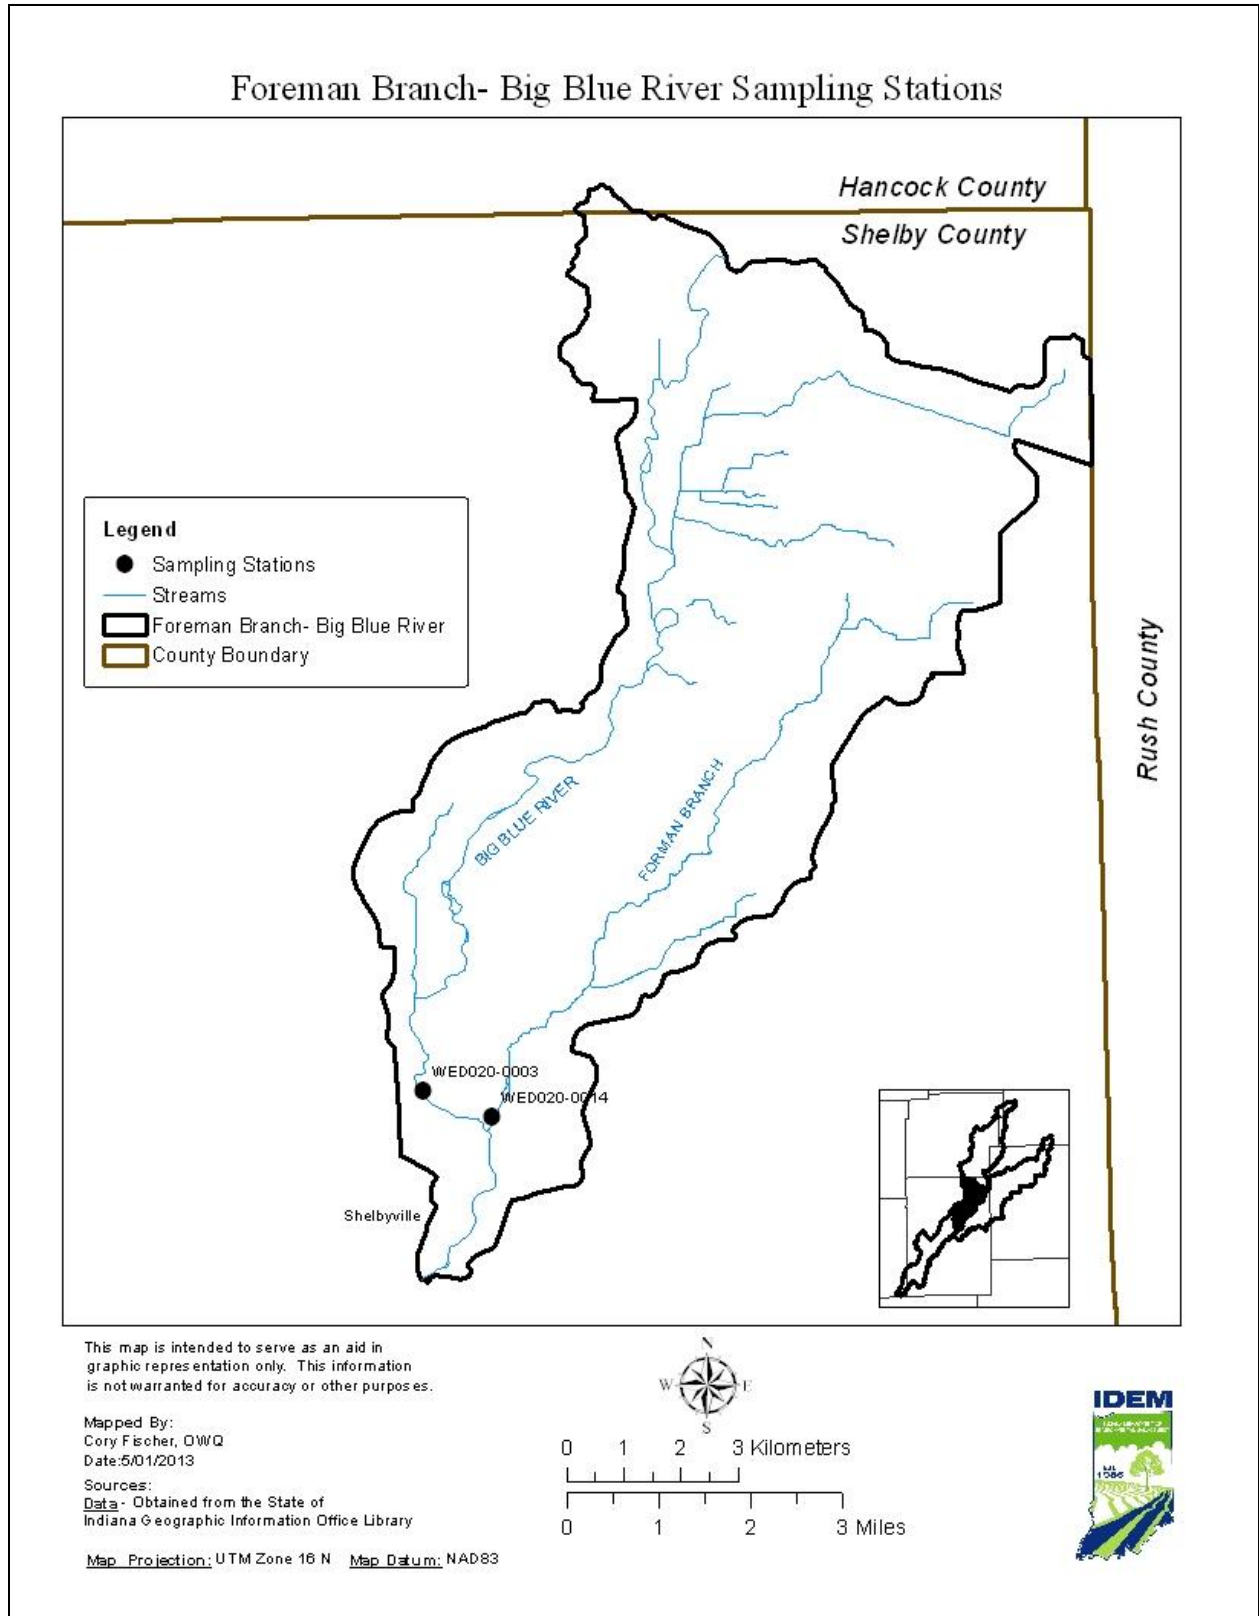 Foreman Branch- Big Blue River Sampling Stations
Hancock County
Shelby County
Rush County
Legend
Sampling Stations
Streams
Foreman Branch- Big Blue River
County Boundary
BIG BLUE RIVER
FORMAN BRANCH
WED020-0003
WED020-0014
Shelbyville
This map is intended to serve as an aid in
graphic representation only. This information
is not warranted for accuracy or other purposes.
Mapped By:
Cory Fischer, OWQ
Date:5/01/2013
Sources:
Data - Obtained from the State of
Indiana Geographic Information Office Library
Map Projection: UTM Zone 16 N Map Datum: NAD83
N
W E
S
0 1 2 3 Kilometers
0 1 2 3 Miles
IDEM
1986